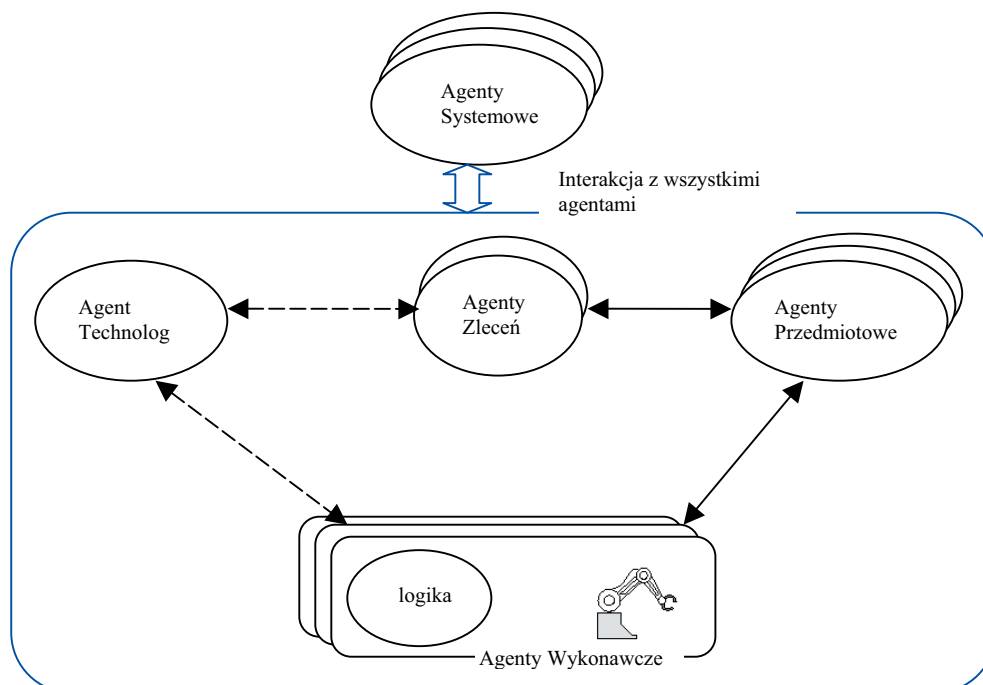 Agenty
Systemowe
Interakcja z wszystkimi
agentami
Agent
Technolog
Agenty
Zleceń
Agenty
Przedmiotowe
logika
Agenty Wykonawcze